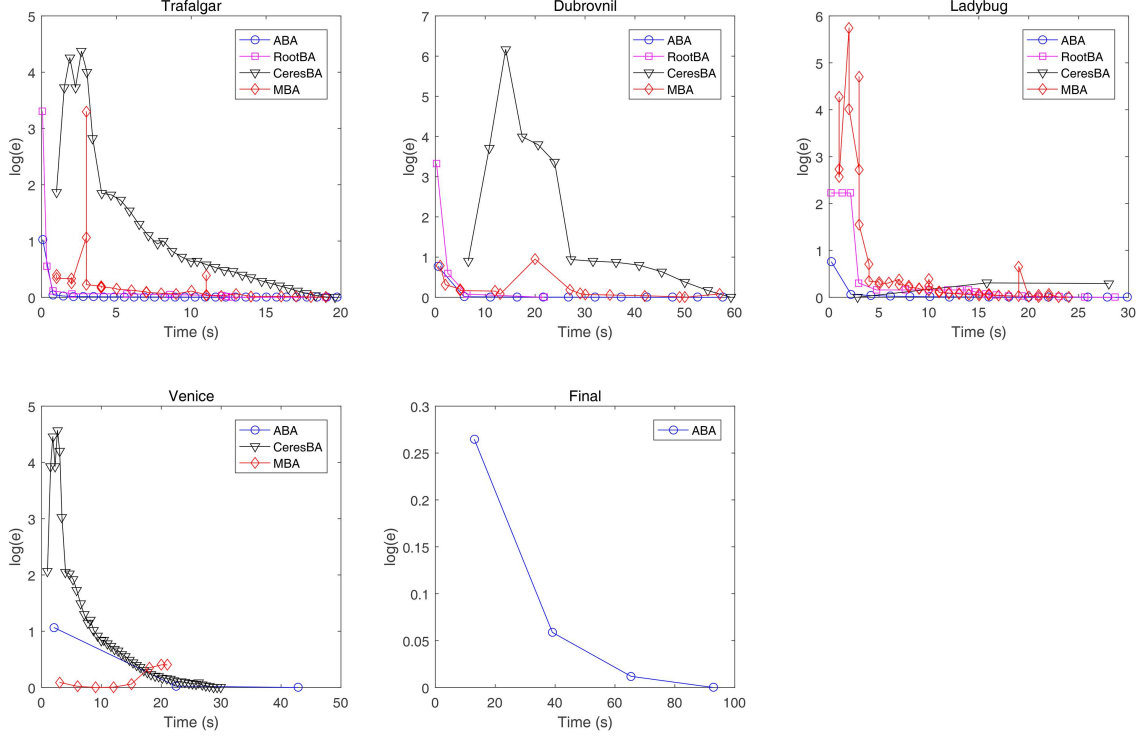 Trafalgar
5
4
3
2
1
0
log(e)
0
5
10
15
20
Time (s)
ABA
RootBA
CeresBA
MBA
Dubrovnil
7
6
5
4
3
2
1
0
log(e)
0
10
20
30
40
50
60
Time (s)
ABA
RootBA
CeresBA
MBA
Ladybug
6
5
4
3
2
1
0
log(e)
0
5
10
15
20
25
30
Time (s)
ABA
RootBA
CeresBA
MBA
Venice
5
4
3
2
1
0
log(e)
0
10
20
30
40
50
Time (s)
ABA
CeresBA
MBA
Final
0.3
0.25
0.2
0.15
0.1
0.05
0
log(e)
0
20
40
60
80
100
Time (s)
ABA